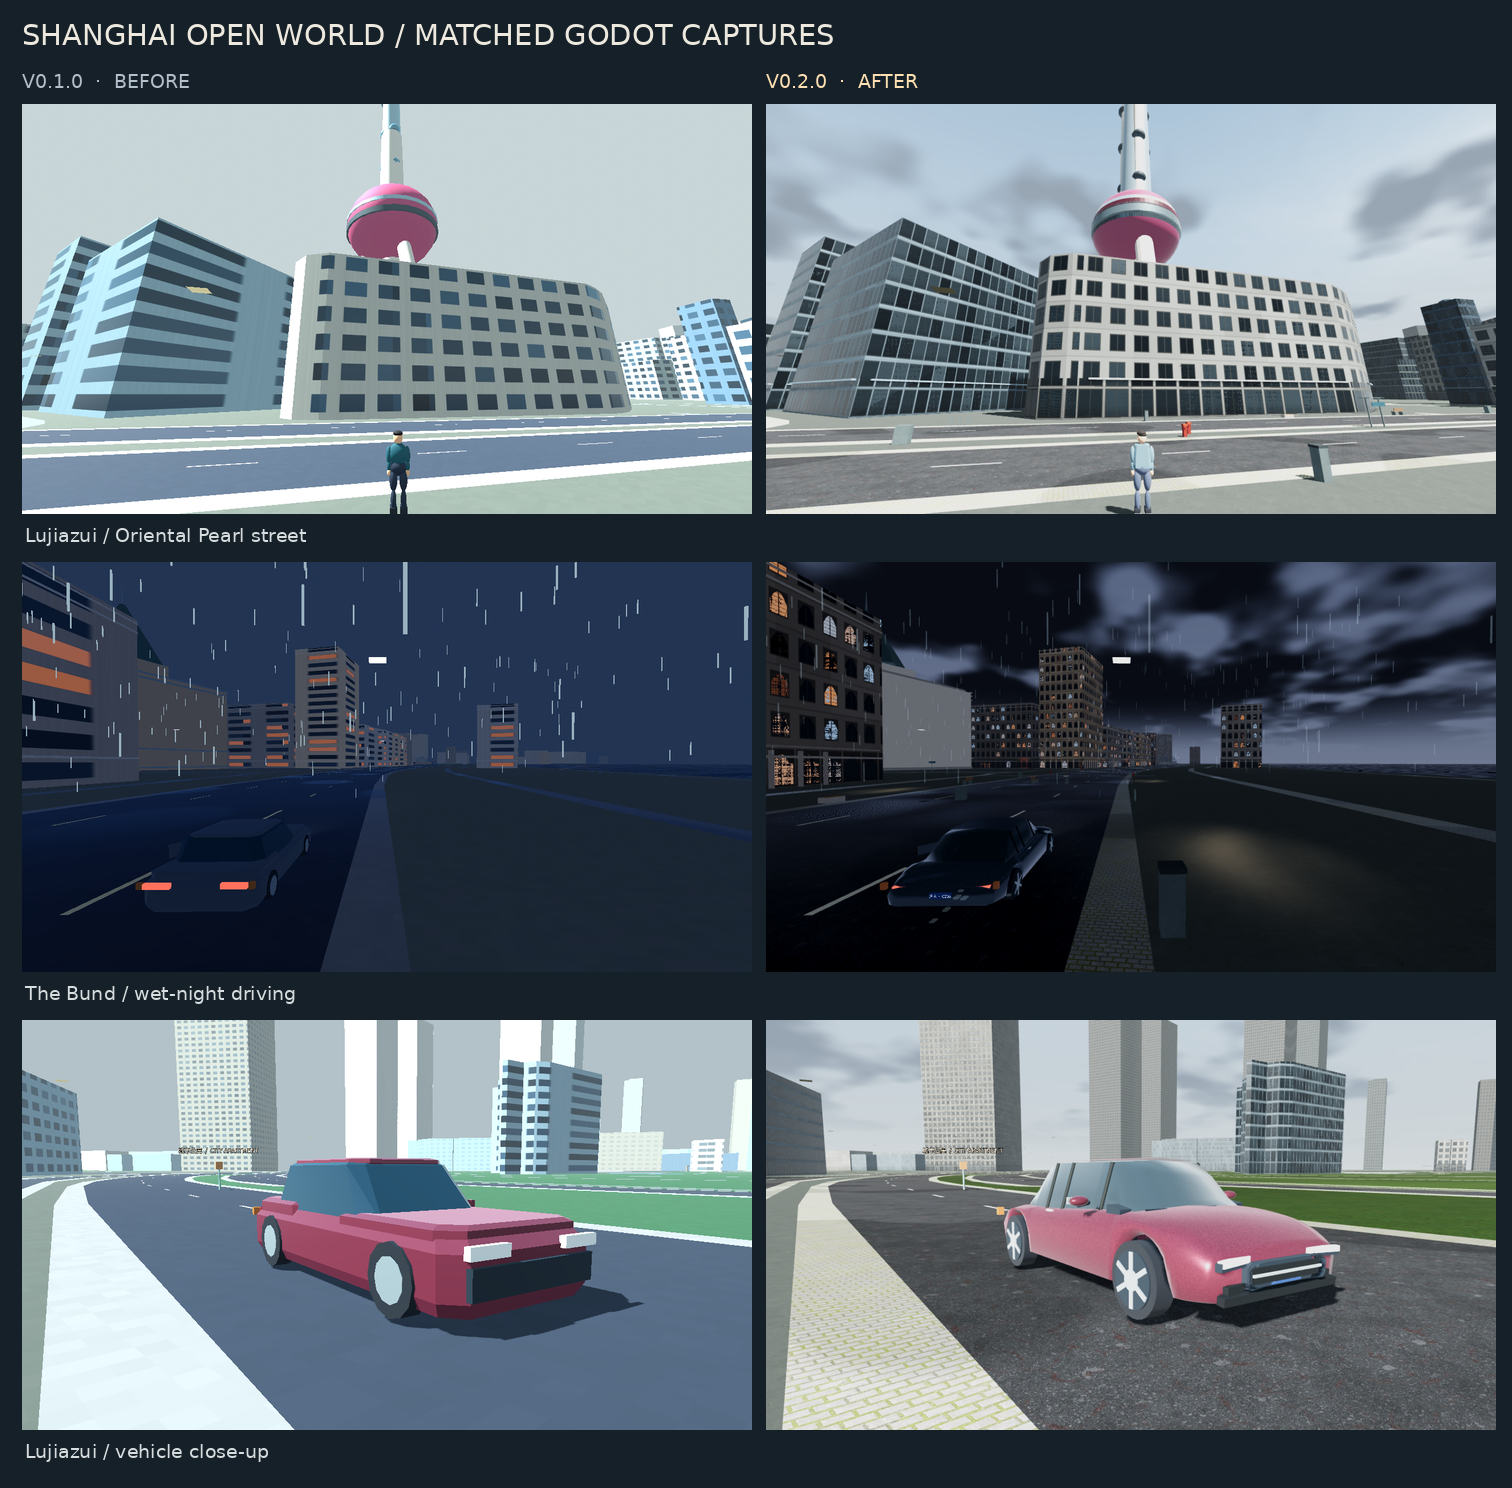 SHANGHAI OPEN WORLD / MATCHED GODOT CAPTURES
V0.1.0 · BEFORE
V0.2.0 · AFTER
Lujiazui / Oriental Pearl street
The Bund / wet-night driving
Lujiazui / vehicle close-up